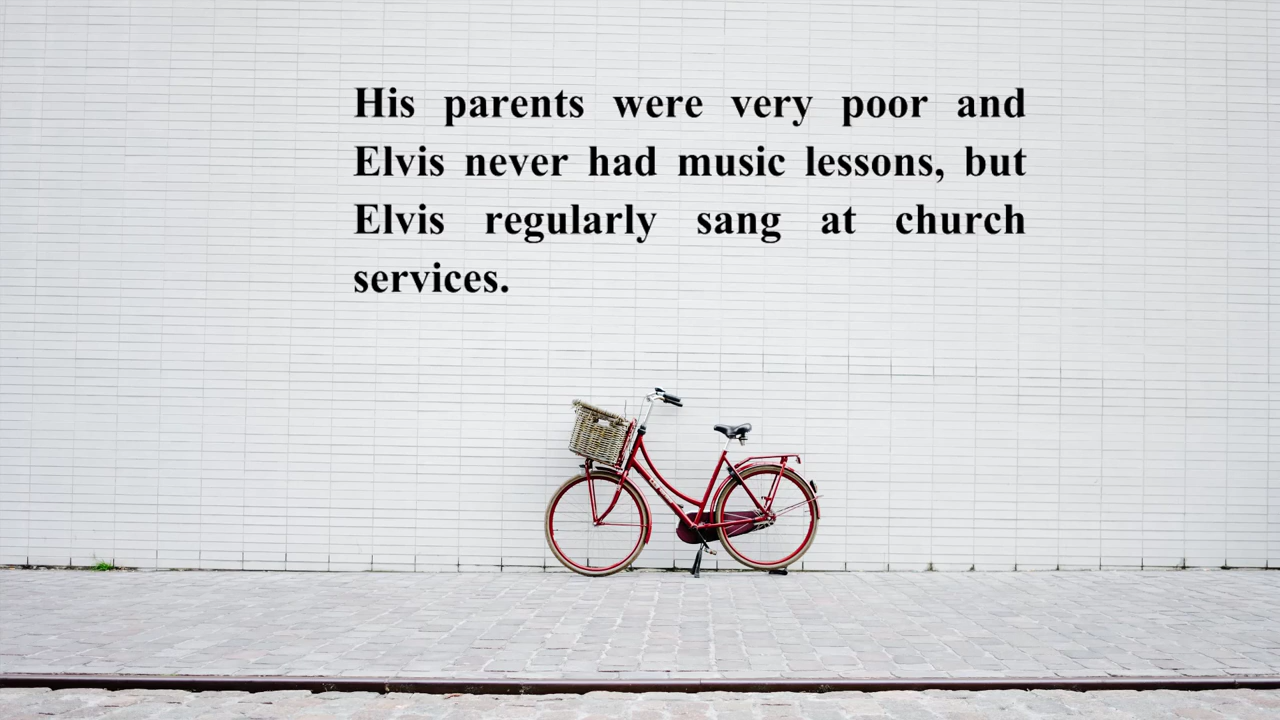 His parents were very poor and
Elvis never had music lessons, but
Elvis regularly sang at church
services.